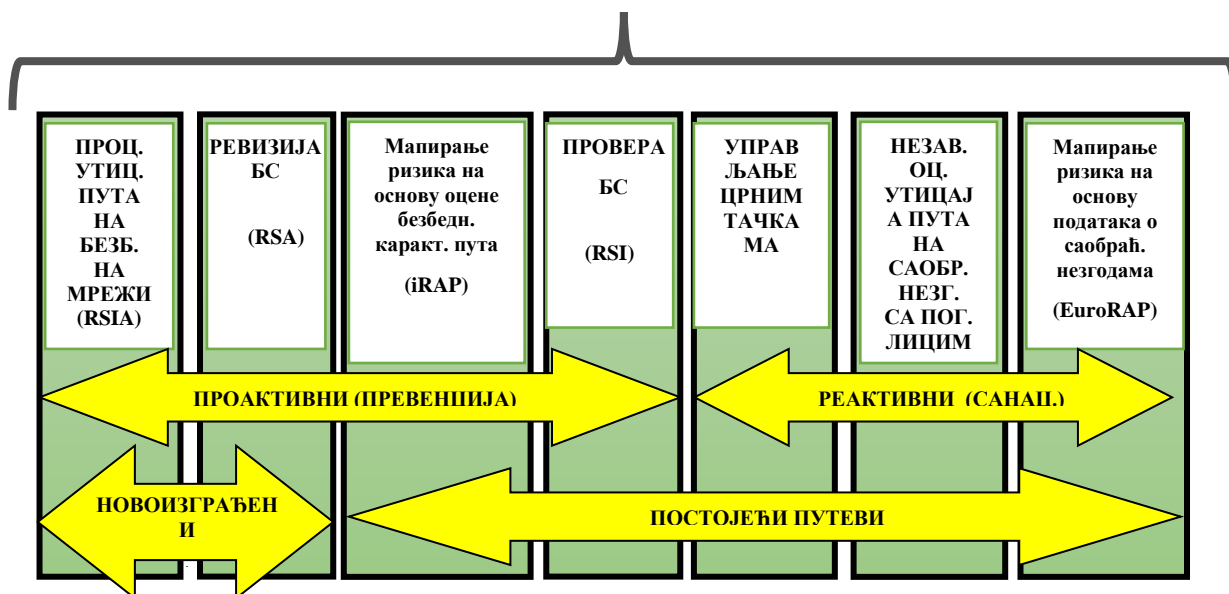 ПРОЦ.
УТИЦ.
ПУТА
НА
БЕЗБ.
НА
МРЕЖИ
(RSIA)
РЕВИЗИЈА
БС
(RSA)
Мапирање
ризика на
основу оцене
безбедн.
каракт. пута
(iRAP)
ПРОВЕРА
БС
(RSI)
УПРАВ
ЉАЊЕ
ЦРНИМ
ТАЧКА
МА
НЕЗАВ.
ОЦ.
УТИЦАЈ
А ПУТА
НА
САОБР.
НЕЗГ.
СА ПОГ.
ЛИЦИМ
Мапирање
ризика на
основу
података о
саобраћ.
незгодама
(EuroRAP)
ПРОАКТИВНИ (ПРЕВЕНЦИЈА)
РЕАКТИВНИ (САНАЦ.)
НОВОИЗГРАЂЕН
И
ПОСТОЈЕЋИ ПУТЕВИ